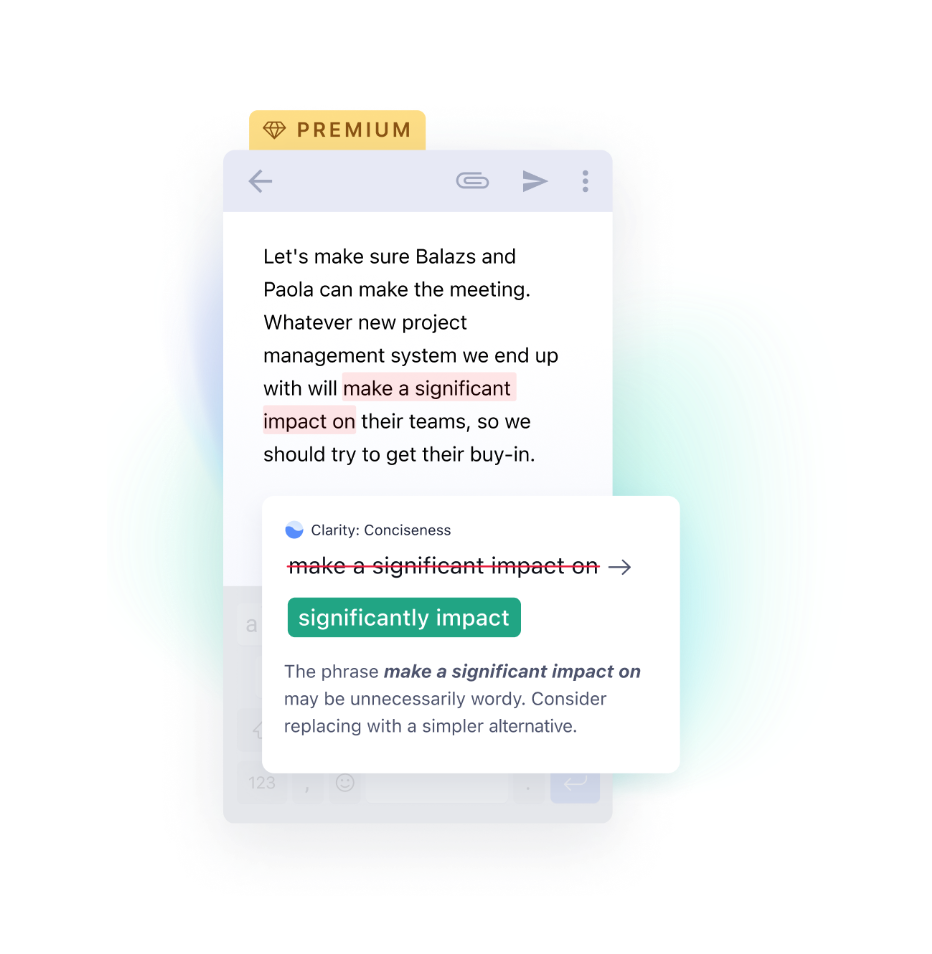 PREMIUM
Let's make sure Balazs and
Paola can make the meeting.
Whatever new project
management system we end up
with will make a significant
impact on their teams, so we
should try to get their buy-in.
Clarity: Conciseness
make a significant impact on
significantly impact
a
The phrase make a significant impact on
may be unnecessarily wordy. Consider
replacing with a simpler alternative.
123 , .